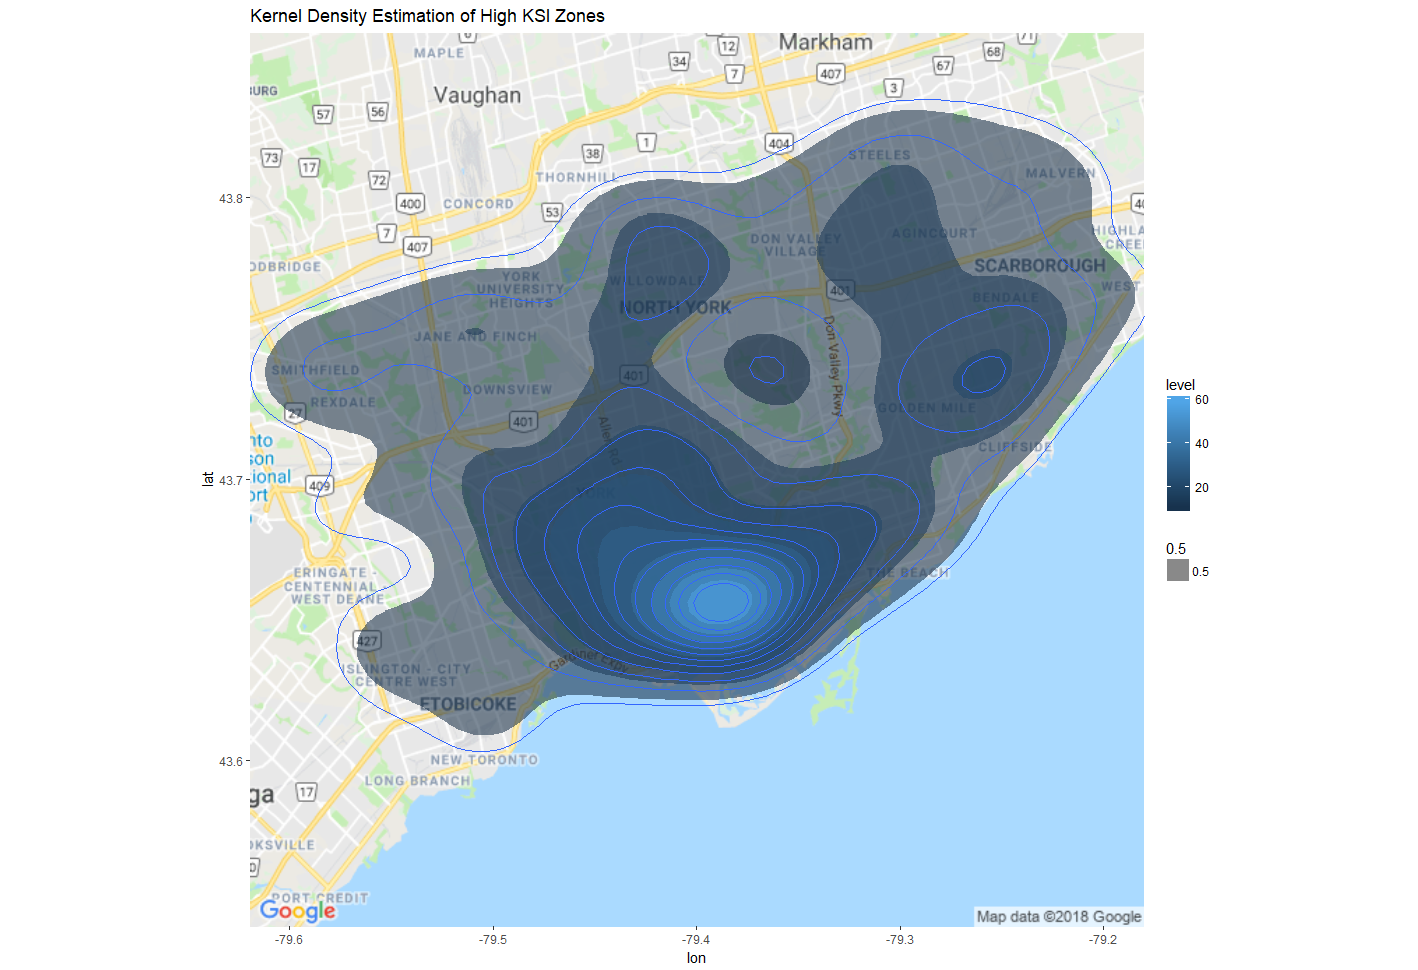 Kernel Density Estimation of High KSI Zones
MAPLE
Markham
12
34
7
407
68
67
71
3
BURG
Vaughan
57
56
1
404
38
73
17
72
STEELES
MALVERN
THORNHILL
400
CONCORD
53
7
407
DON VALLEY
VILLAGE
AGINCOURT
HIGHLA
CREE
ODBRIDGE
SCARBOROUGH
YORK
UNIVERSITY
HEIGHTS
WILLOWDALE
401
BENDALE
WEST
NORTH YORK
JANE AND FINCH
Don Valley Pkwy
SMITHFIELD
401
DOWNSVIEW
REXDALE
27
401
Allen Rd
GOLDEN MILE
CLIFFSIDE
nto
son
ional
ort
409
ERINGATE -
CENTENNIAL
WEST DEANE
THE BEACH
427
ISLINGTON - CITY
CENTRE WEST
Gardiner Expy
ETOBICOKE
NEW TORONTO
LONG BRANCH
17
ga
OKSVILLE
PORT CREDIT
Google
Map data ©2018 Google
43.8
43.7
43.6
lat
-79.6
-79.5
-79.4
-79.3
-79.2
lon
level
60
40
20
0.5
0.5